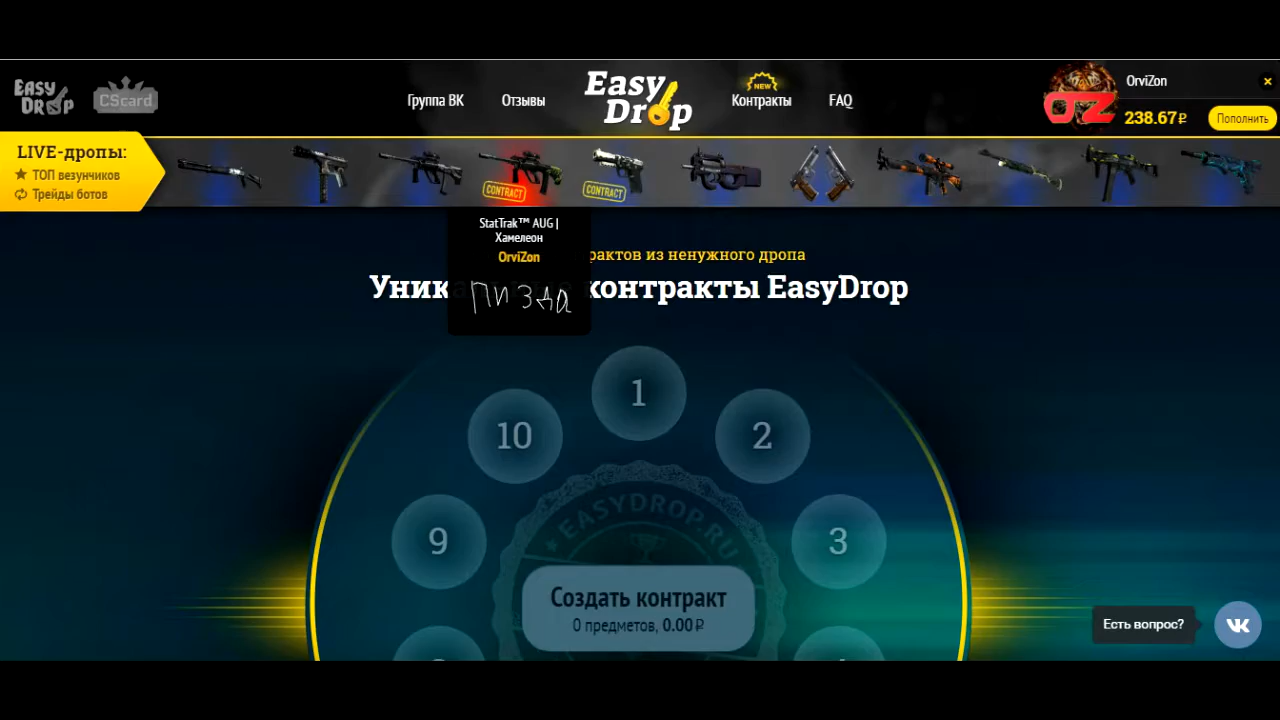 EASY DROP
CScard
Группа ВК
Отзывы
Easy Drop
NEW
Контракты
FAQ
OZ
OrviZon
×
238.67₽
Пополнить
LIVE-дропы:
ТОП везунчиков
Трейды ботов
CONTRACT
CONTRACT
StatTrak™ AUG |
Хамелеон
OrviZon
пизда
рактов из ненужного дропа
Уник контракты EasyDrop
1
10
2
9
3
EASYDROP.RU
Создать контракт
0 предметов, 0.00₽
Есть вопрос?